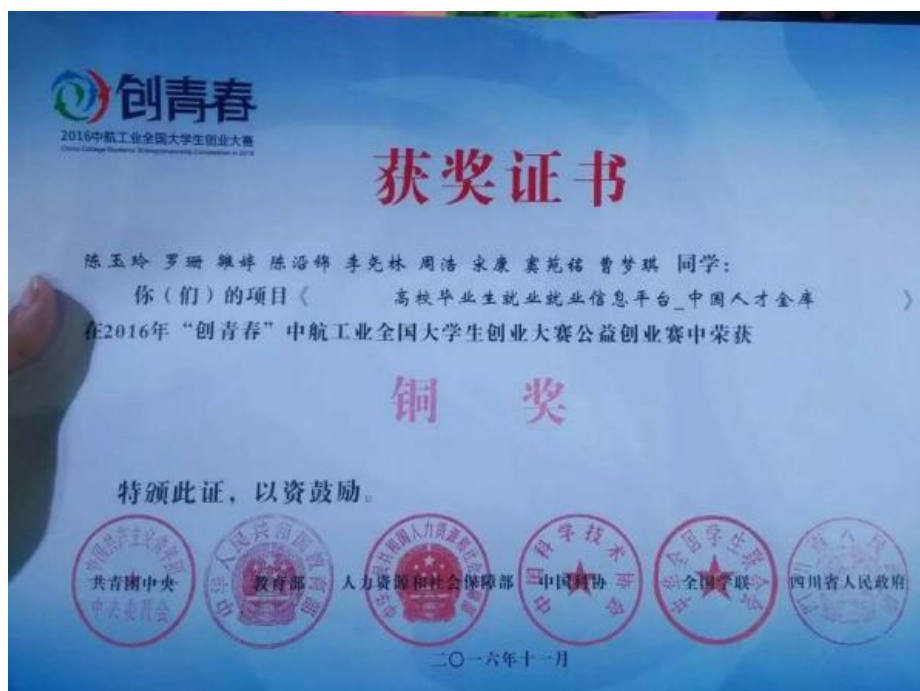 创青春
2016中航工业全国大学生创业大赛
获奖证书
陈玉玲 罗珊 雒婷 陈沿锦 李尧林 周浩 宋康 窦苑铭 曹梦琪 同学:
你（们）的项目《 高校毕业生就业就业信息平台_中国人才金库 》
在2016年“创青春”中航工业全国大学生创业大赛公益创业赛中荣获
铜 奖
特颁此证，以资鼓励。
共青团中央 教育部 人力资源和社会保障部 中国科协 全国学联 四川省人民政府
二〇一六年十一月